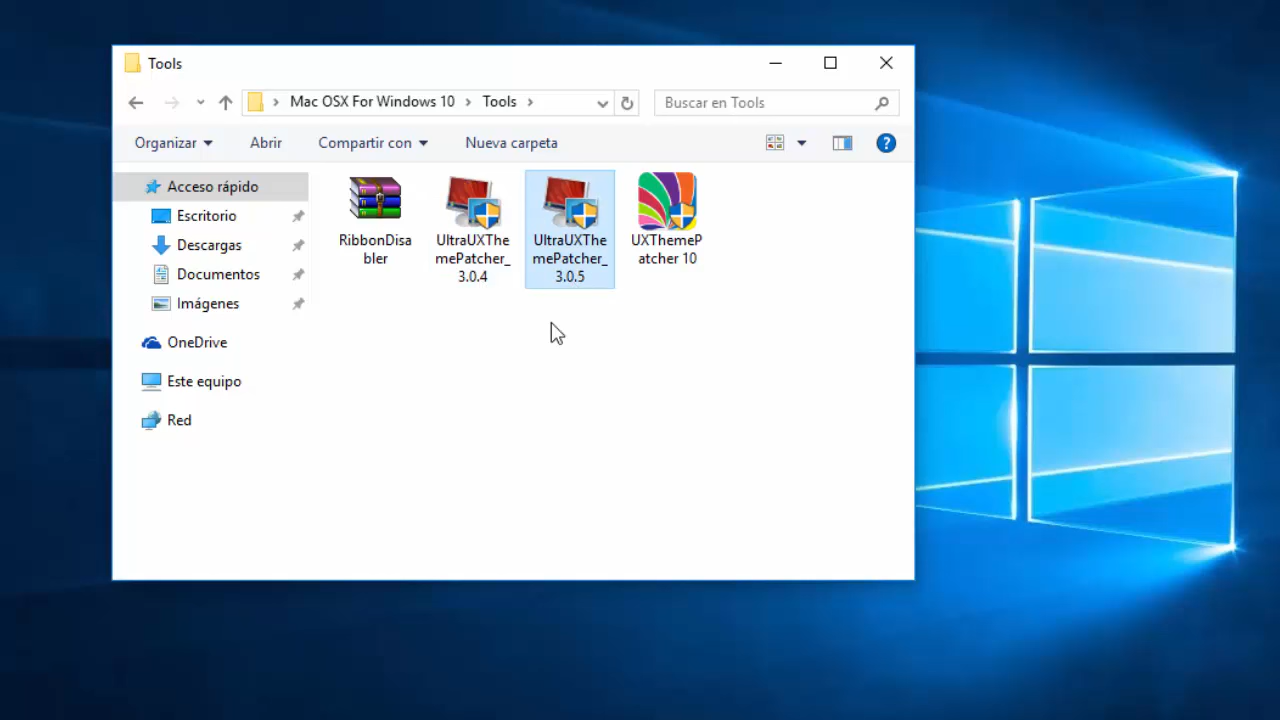 Tools
Mac OSX For Windows 10 Tools
Buscar en Tools
Organizar
Abrir
Compartir con
Nueva carpeta
?
Acceso rápido
Escritorio
Descargas
Documentos
Imágenes
OneDrive
Este equipo
Red
RibbonDisa
bler
UltraUXThe
mePatcher_
3.0.4
UltraUXThe
mePatcher_
3.0.5
UXThemeP
atcher 10